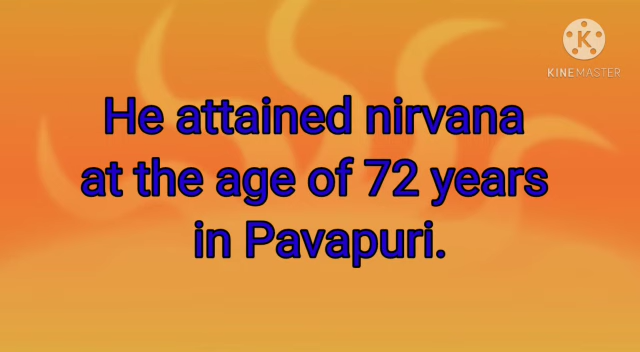 KINEMASTER
He attained nirvana
at the age of 72 years
in Pavapuri.